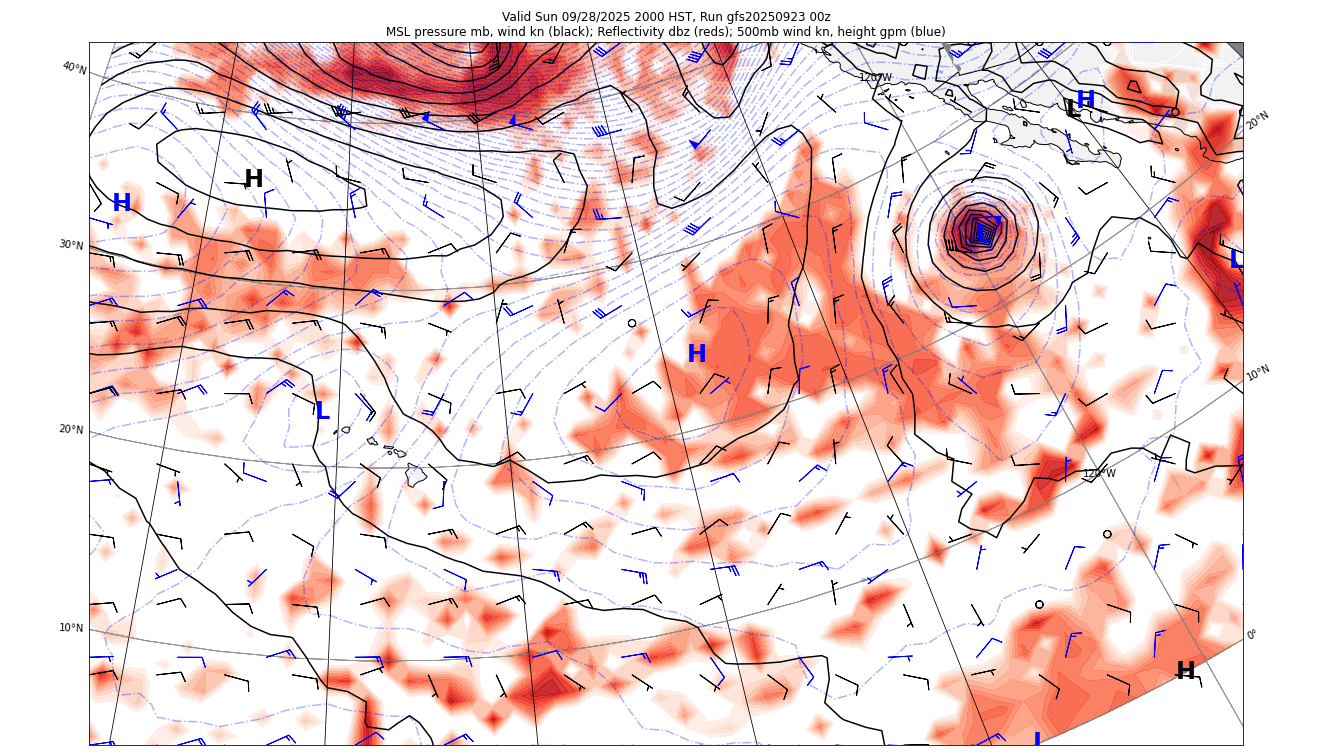 Valid Sun 09/28/2025 2000 HST, Run gfs20250923 00z
MSL pressure mb, wind kn (black); Reflectivity dbz (reds); 500mb wind kn, height gpm (blue)
40°N
120°W
H
L
20°N
H
H
30°N
L
L
H
10°N
L
20°N
120°W
10°N
0°
H
L